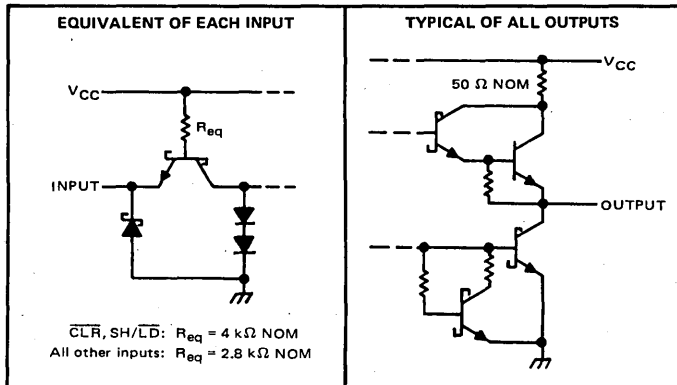 EQUIVALENT OF EACH INPUT
VCC
Req
INPUT
CLR, SH/LD: Req = 4 kΩ NOM
All other inputs: Req = 2.8 kΩ NOM
TYPICAL OF ALL OUTPUTS
VCC
50 Ω NOM
OUTPUT